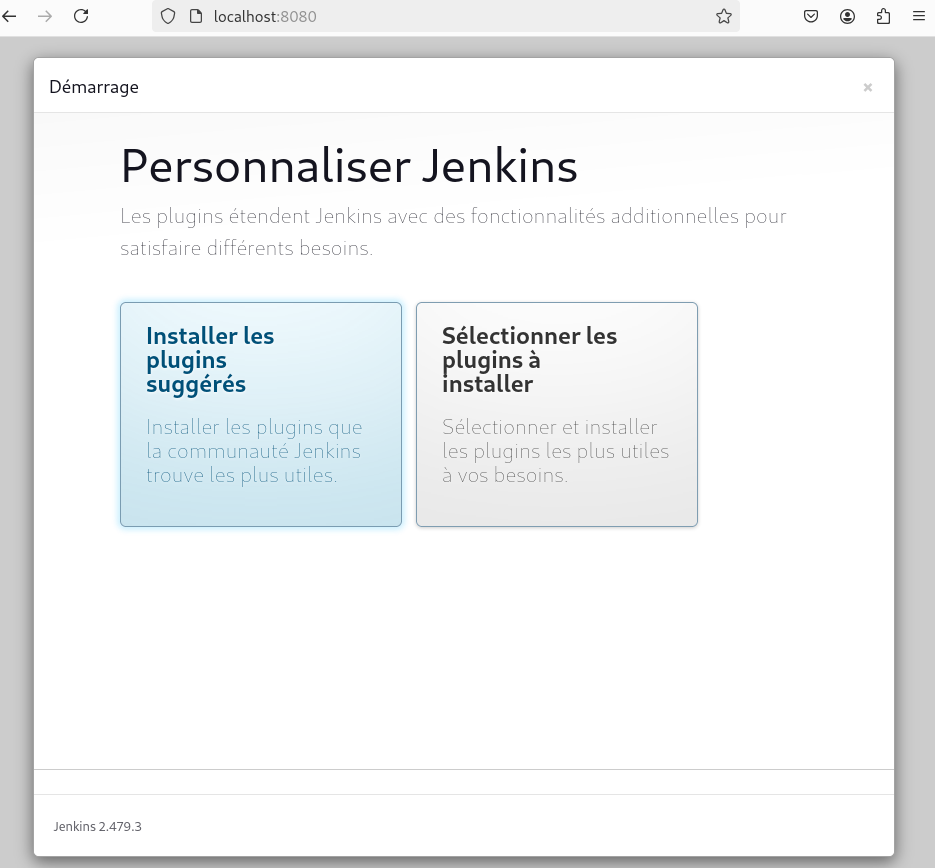 localhost:8080
Démarrage
×
Personnaliser Jenkins
Les plugins étendent Jenkins avec des fonctionnalités additionnelles pour
satisfaire différents besoins.
Installer les
plugins
suggérés
Installer les plugins que
la communauté Jenkins
trouve les plus utiles.
Sélectionner les
plugins à
installer
Sélectionner et installer
les plugins les plus utiles
à vos besoins.
Jenkins 2.479.3